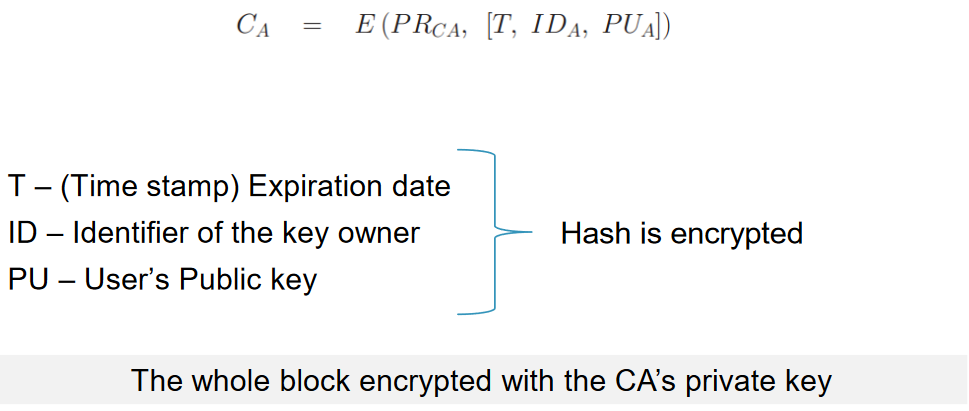 C_A = E (PR_CA, [T, ID_A, PU_A])
T – (Time stamp) Expiration date
ID – Identifier of the key owner
Hash is encrypted
PU – User’s Public key
The whole block encrypted with the CA’s private key